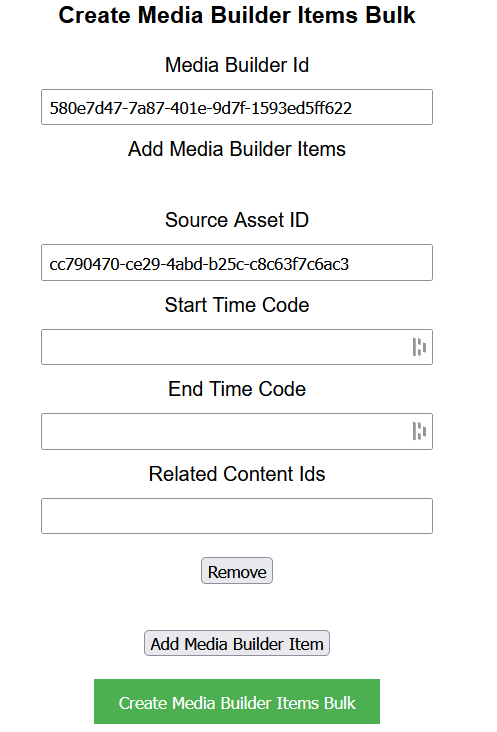 Create Media Builder Items Bulk
Media Builder Id
580e7d47-7a87-401e-9d7f-1593ed5ff622
Add Media Builder Items
Source Asset ID
cc790470-ce29-4abd-b25c-c8c63f7c6ac3
Start Time Code
End Time Code
Related Content Ids
Remove
Add Media Builder Item
Create Media Builder Items Bulk